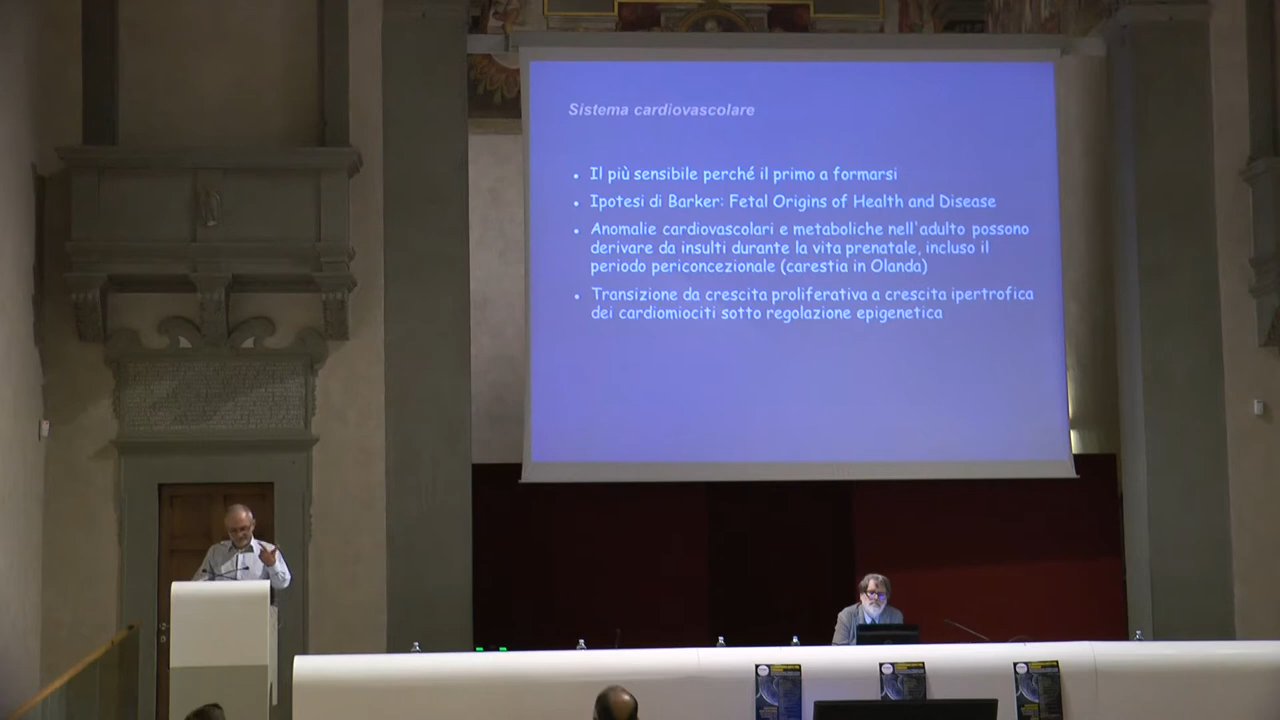 Sistema cardiovascolare
• Il più sensibile perché il primo a formarsi
• Ipotesi di Barker: Fetal Origins of Health and Disease
• Anomalie cardiovascolari e metaboliche nell'adulto possono
derivare da insulti durante la vita prenatale, incluso il
periodo periconcezionale (carestia in Olanda)
• Transizione da crescita proliferativa a crescita ipertrofica
dei cardiomiociti sotto regolazione epigenetica